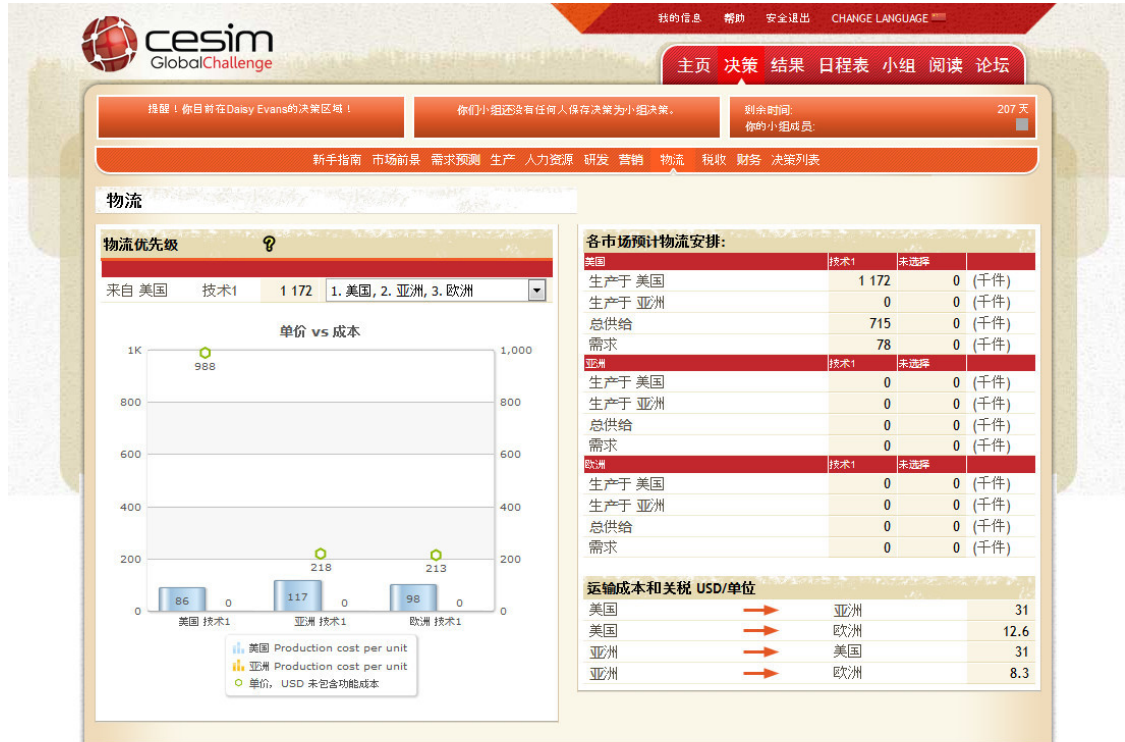 我的信息 帮助 安全退出 CHANGE LANGUAGE
cesim
GlobalChallenge
主页 决策 结果 日程表 小组 阅读 论坛
提醒！你目前在Daisy Evans的决策区域！
你们小组还没有任何人保存决策为小组决策。
剩余时间: 207 天
你的小组成员:
新手指南 市场前景 需求预测 生产 人力资源 研发 营销 物流 税收 财务 决策列表
物流
物流优先级 ?
来自 美国 技术1 1 172 1. 美国, 2. 亚洲, 3. 欧洲
单价 vs 成本
1K 1,000
988
800 800
600 600
400 400
200 200
218 213
86 0 117 0 98 0
0 0
美国 技术1 亚洲 技术1 欧洲 技术1
美国 Production cost per unit
亚洲 Production cost per unit
单价，USD 未包含功能成本
各市场预计物流安排:
美国 技术1 未选择
生产于 美国 1 172 0 (千件)
生产于 亚洲 0 0 (千件)
总供给 715 0 (千件)
需求 78 0 (千件)
亚洲 技术1 未选择
生产于 美国 0 0 (千件)
生产于 亚洲 0 0 (千件)
总供给 0 0 (千件)
需求 0 0 (千件)
欧洲 技术1 未选择
生产于 美国 0 0 (千件)
生产于 亚洲 0 0 (千件)
总供给 0 0 (千件)
需求 0 0 (千件)
运输成本和关税 USD/单位
美国 亚洲 31
美国 欧洲 12.6
亚洲 美国 31
亚洲 欧洲 8.3